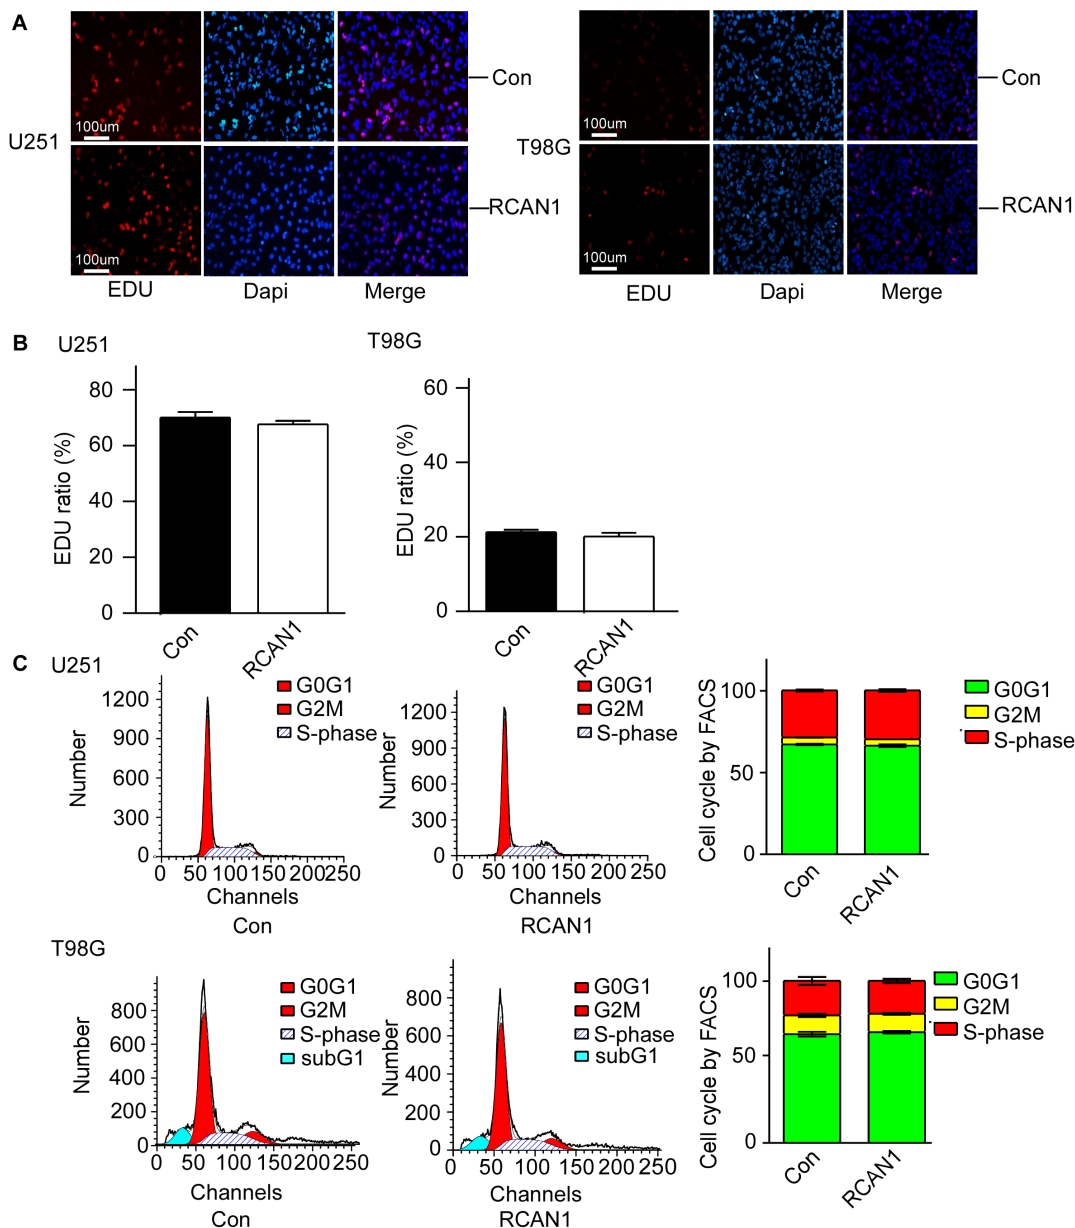 A
Con
Con
100um
100um
U251
T98G
RCAN1
RCAN1
100um
100um
EDU
Dapi
Merge
EDU
Dapi
Merge
B
U251
T98G
EDU ratio (%)
80
60
40
20
0
Con
RCAN1
EDU ratio (%)
60
40
20
0
Con
RCAN1
C
U251
Number
1200
900
600
300
0
0 50 100 150 200 250
Channels
Con
G0G1
G2M
S-phase
Number
1200
900
600
300
0
0 50 100 150 200 250
Channels
RCAN1
G0G1
G2M
S-phase
Cell cycle by FACS
100
50
0
Con
RCAN1
G0G1
G2M
S-phase
T98G
Number
800
600
400
200
0
0 50 100 150 200 250
Channels
Con
G0G1
G2M
S-phase
subG1
Number
800
600
400
200
0
0 50 100 150 200 250
Channels
RCAN1
G0G1
G2M
S-phase
subG1
Cell cycle by FACS
100
50
0
Con
RCAN1
G0G1
G2M
S-phase